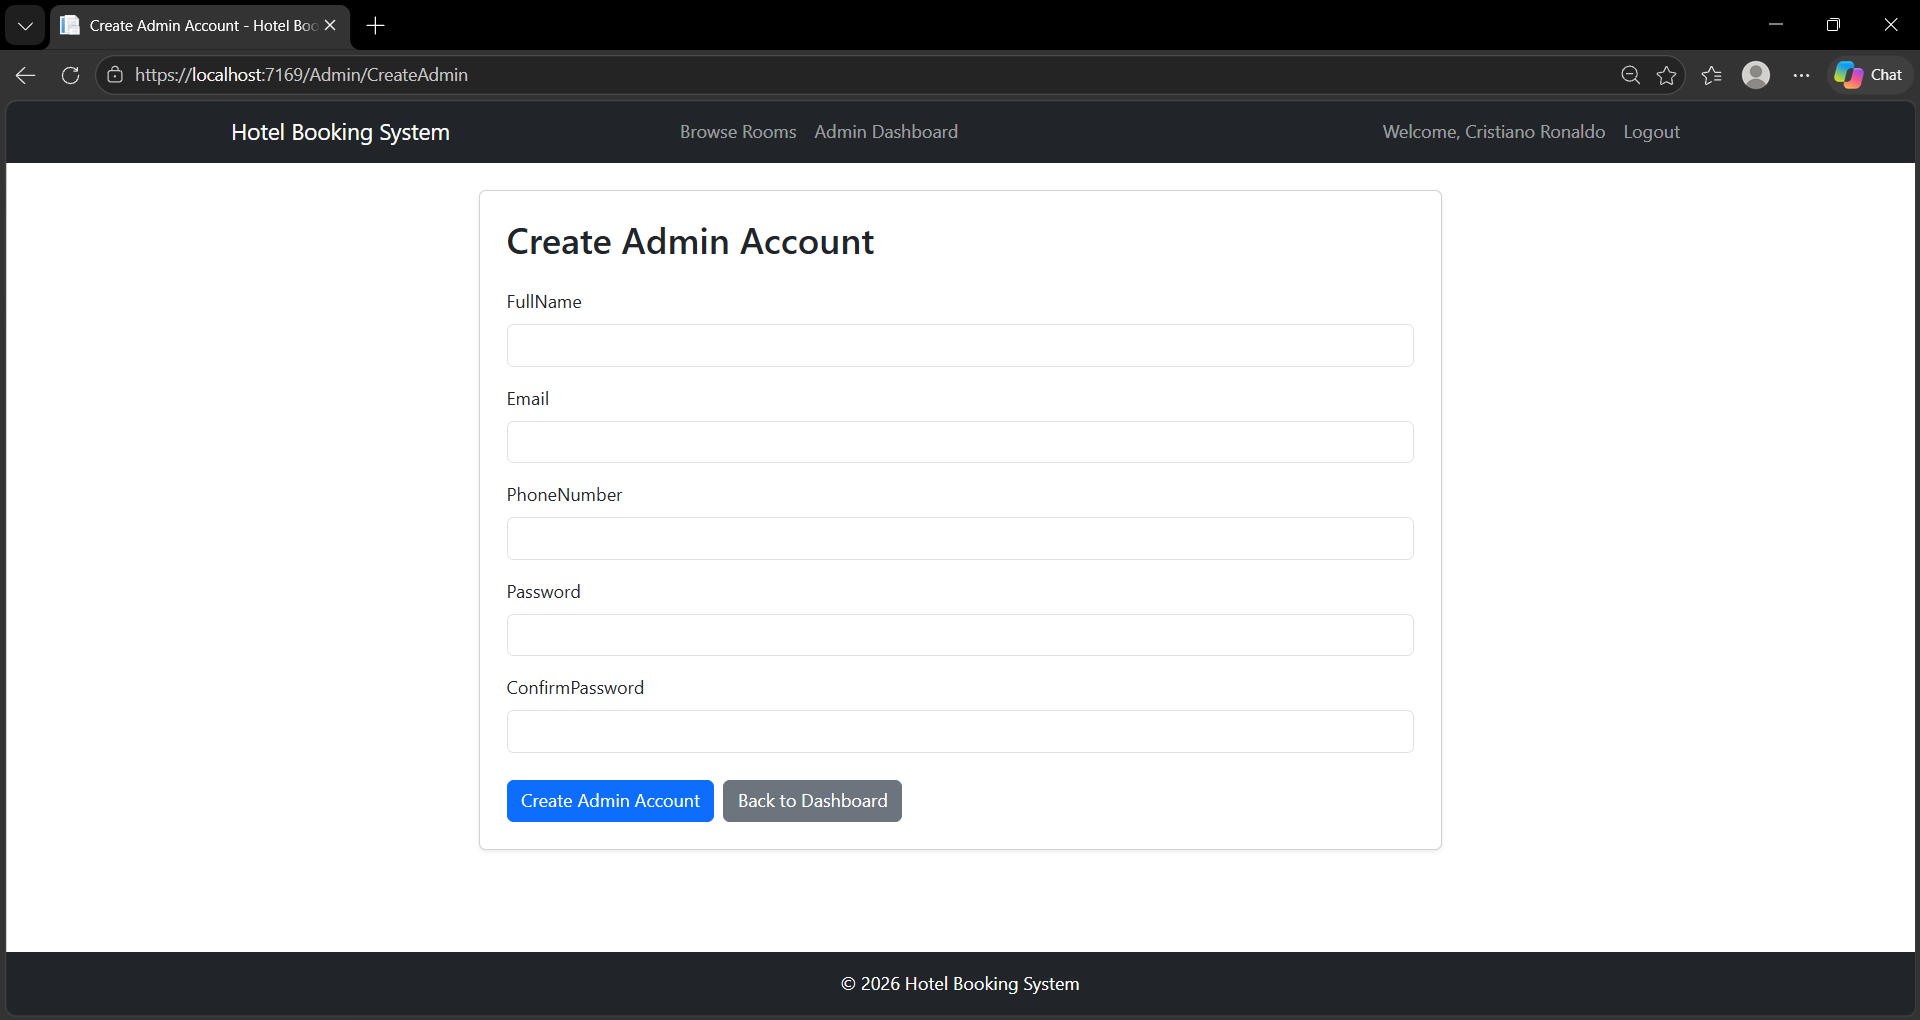 Create Admin Account - Hotel Boo
https://localhost:7169/Admin/CreateAdmin
Chat
Hotel Booking System
Browse Rooms
Admin Dashboard
Welcome, Cristiano Ronaldo
Logout
Create Admin Account
FullName
Email
PhoneNumber
Password
ConfirmPassword
Create Admin Account
Back to Dashboard
© 2026 Hotel Booking System